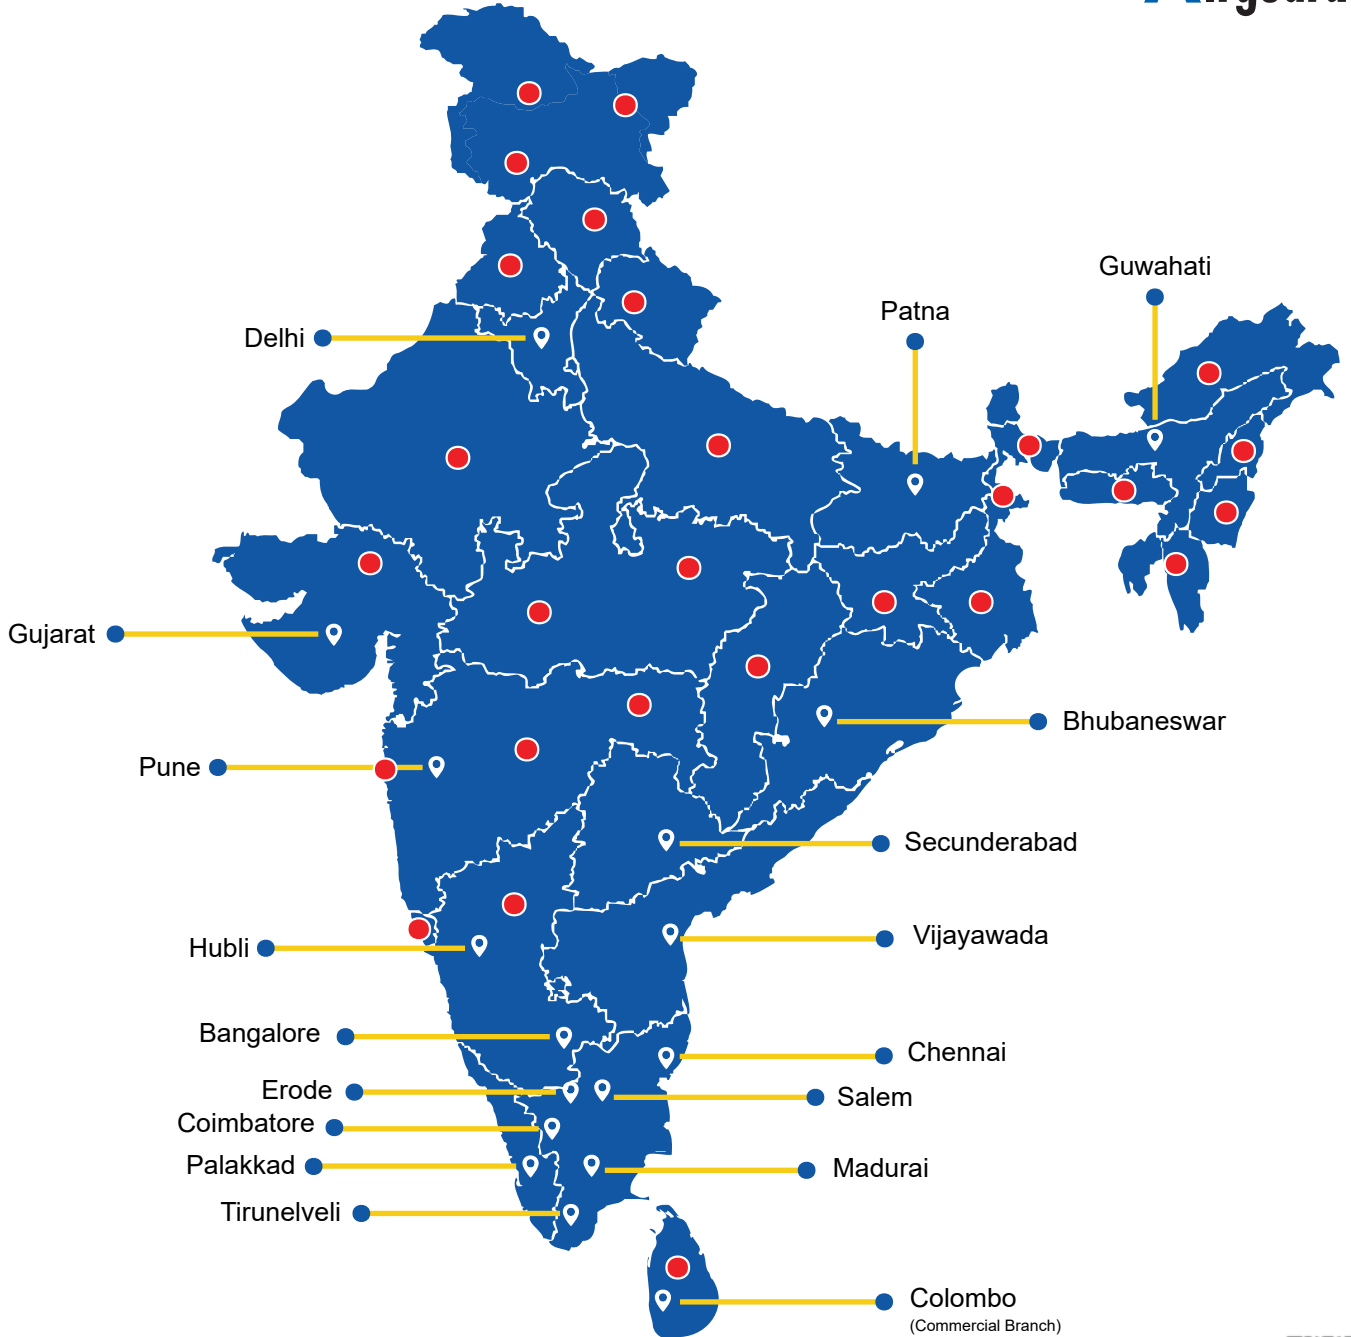 Guwahati
Patna
Delhi
Gujarat
Bhubaneswar
Pune
Secunderabad
Vijayawada
Hubli
Bangalore
Chennai
Erode
Salem
Coimbatore
Palakkad
Madurai
Tirunelveli
Colombo
(Commercial Branch)